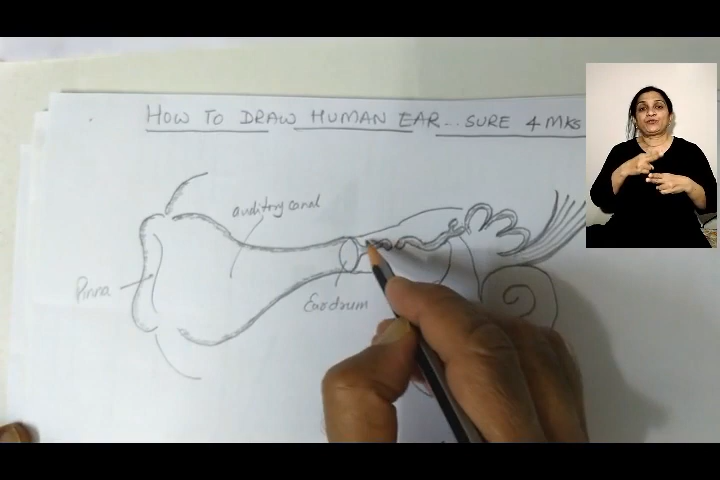 HOW TO DRAW HUMAN EAR... SURE 4 MKS
auditory canal
Pinna
Eardrum